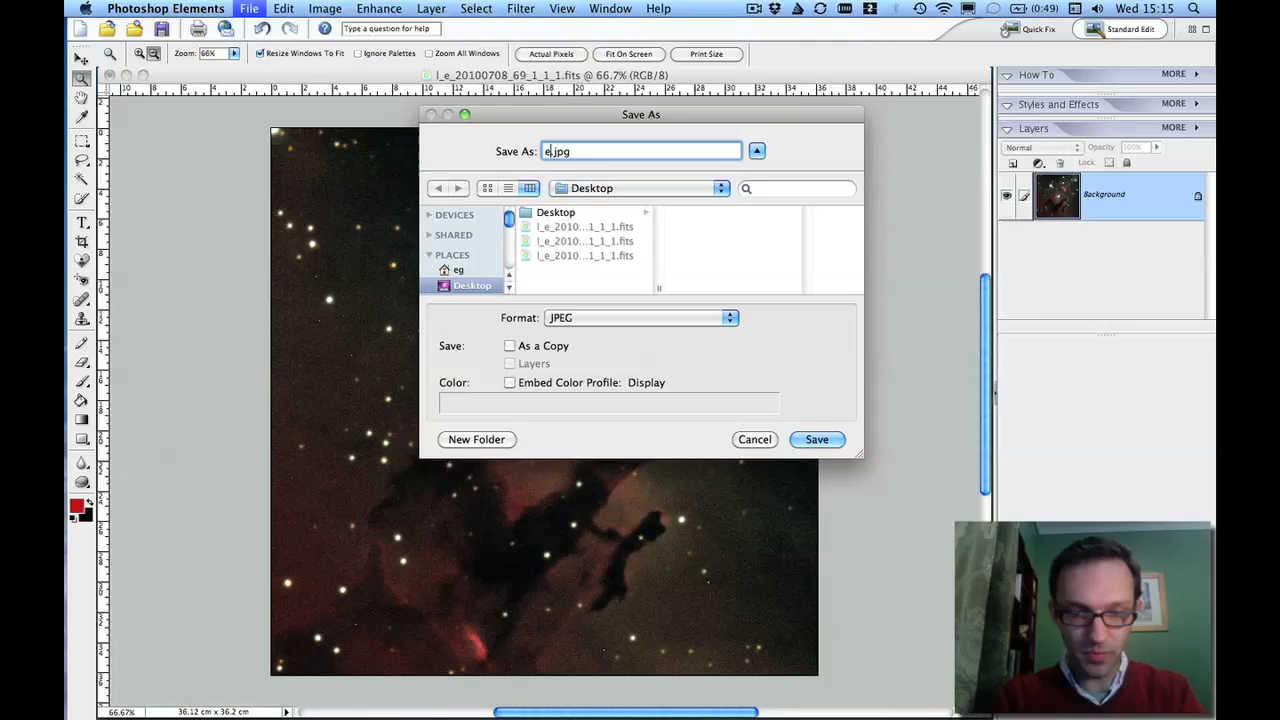 Photoshop Elements File Edit Image Enhance Layer Select Filter View Window Help 2 (0:49) Wed 15:15
Type a question for help Quick Fix Standard Edit
Zoom: 66% Resize Windows To Fit Ignore Palettes Zoom All Windows Actual Pixels Fit On Screen Print Size
l_e_20100708_69_1_1_1.fits @ 66.7% (RGB/8)
How To MORE
Styles and Effects MORE
Layers MORE
Normal Opacity: 100%
Lock:
Background
Save As
Save As: e.jpg
Desktop
DEVICES
SHARED
PLACES
eg
Desktop
Desktop
l_e_2010...1_1_1.fits
l_e_2010...1_1_1.fits
l_e_2010...1_1_1.fits
Format: JPEG
Save: As a Copy
Layers
Color: Embed Color Profile: Display
New Folder Cancel Save
66.67% 36.12 cm x 36.2 cm